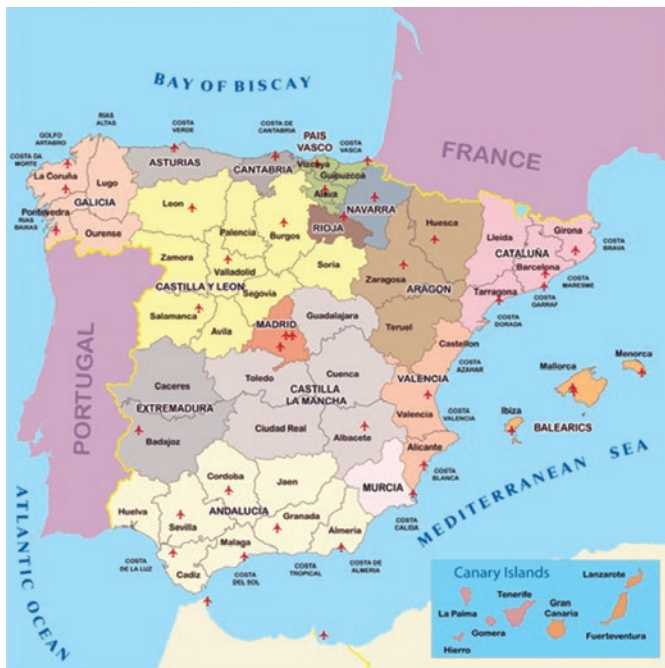 BAY OF BISCAY
FRANCE
PORTUGAL
ATLANTIC OCEAN
MEDITERRANEAN SEA
GOLFO
ARTABRO
RIAS
ALTAS
COSTA
VERDE
COSTA DE
CANTABRIA
PAIS
VASCO
COSTA
VASCA
COSTA DA
MORTE
La Coruña
Lugo
GALICIA
Pontevedra
RIAS
BAIXAS
Ourense
ASTURIAS
CANTABRIA
Vizcaya
Guipuzcoa
Alava
NAVARRA
RIOJA
Leon
Palencia
Burgos
Zamora
Valladolid
Soria
CASTILLA Y LEON
Segovia
Salamanca
Avila
Huesca
Zaragosa
ARAGON
Teruel
Lleida
Girona
CATALUÑA
Barcelona
Tarragona
COSTA
BRAVA
COSTA
MARESME
COSTA
GARRAF
COSTA
DORADA
MADRID
Guadalajara
Toledo
Cuenca
CASTILLA
LA MANCHA
Ciudad Real
Albacete
Caceres
EXTREMADURA
Badajoz
Castellon
COSTA
AZAHAR
VALENCIA
Valencia
COSTA
VALENCIA
Alicante
COSTA
BLANCA
MURCIA
COSTA
CALIDA
Mallorca
Menorca
Ibiza
BALEARICS
Cordoba
Jaen
Huelva
Sevilla
ANDALUCIA
Granada
Almeria
Malaga
Cadiz
COSTA
DE LA LUZ
COSTA
DEL SOL
COSTA
TROPICAL
COSTA DE
ALMERIA
Canary Islands
Lanzarote
La Palma
Tenerife
Gran
Canaria
Gomera
Hierro
Fuerteventura